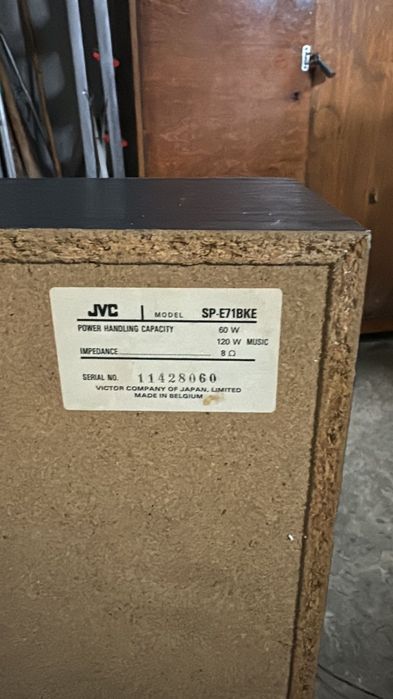 JVC | MODEL SP-E71BKE
POWER HANDLING CAPACITY 60 W
120 W MUSIC
IMPEDANCE 8 Ω
SERIAL NO. 11428060
VICTOR COMPANY OF JAPAN, LIMITED
MADE IN BELGIUM